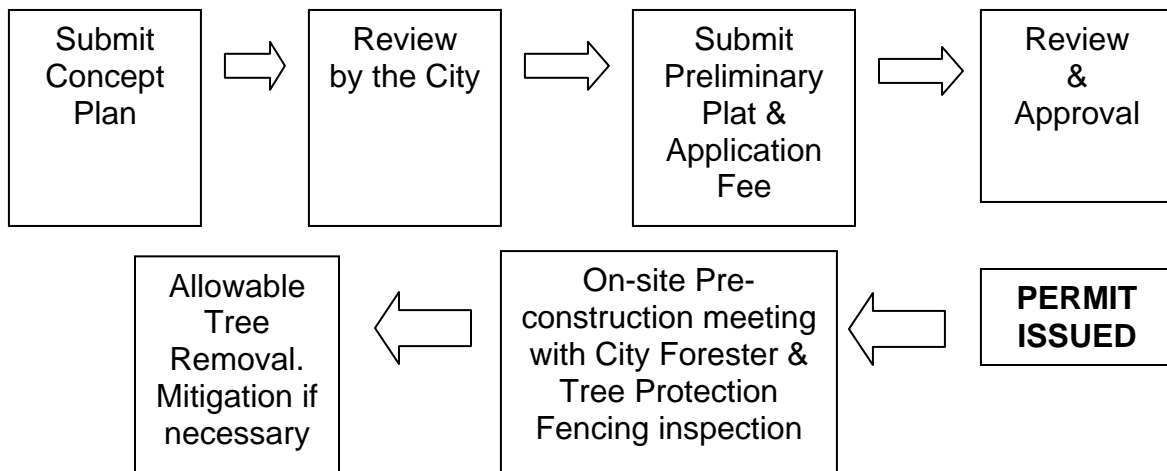 Submit
Concept
Plan
Review
by the City
Submit
Preliminary
Plat &
Application
Fee
Review
&
Approval
Allowable
Tree
Removal.
Mitigation if
necessary
On-site Pre-
construction meeting
with City Forester &
Tree Protection
Fencing inspection
PERMIT
ISSUED